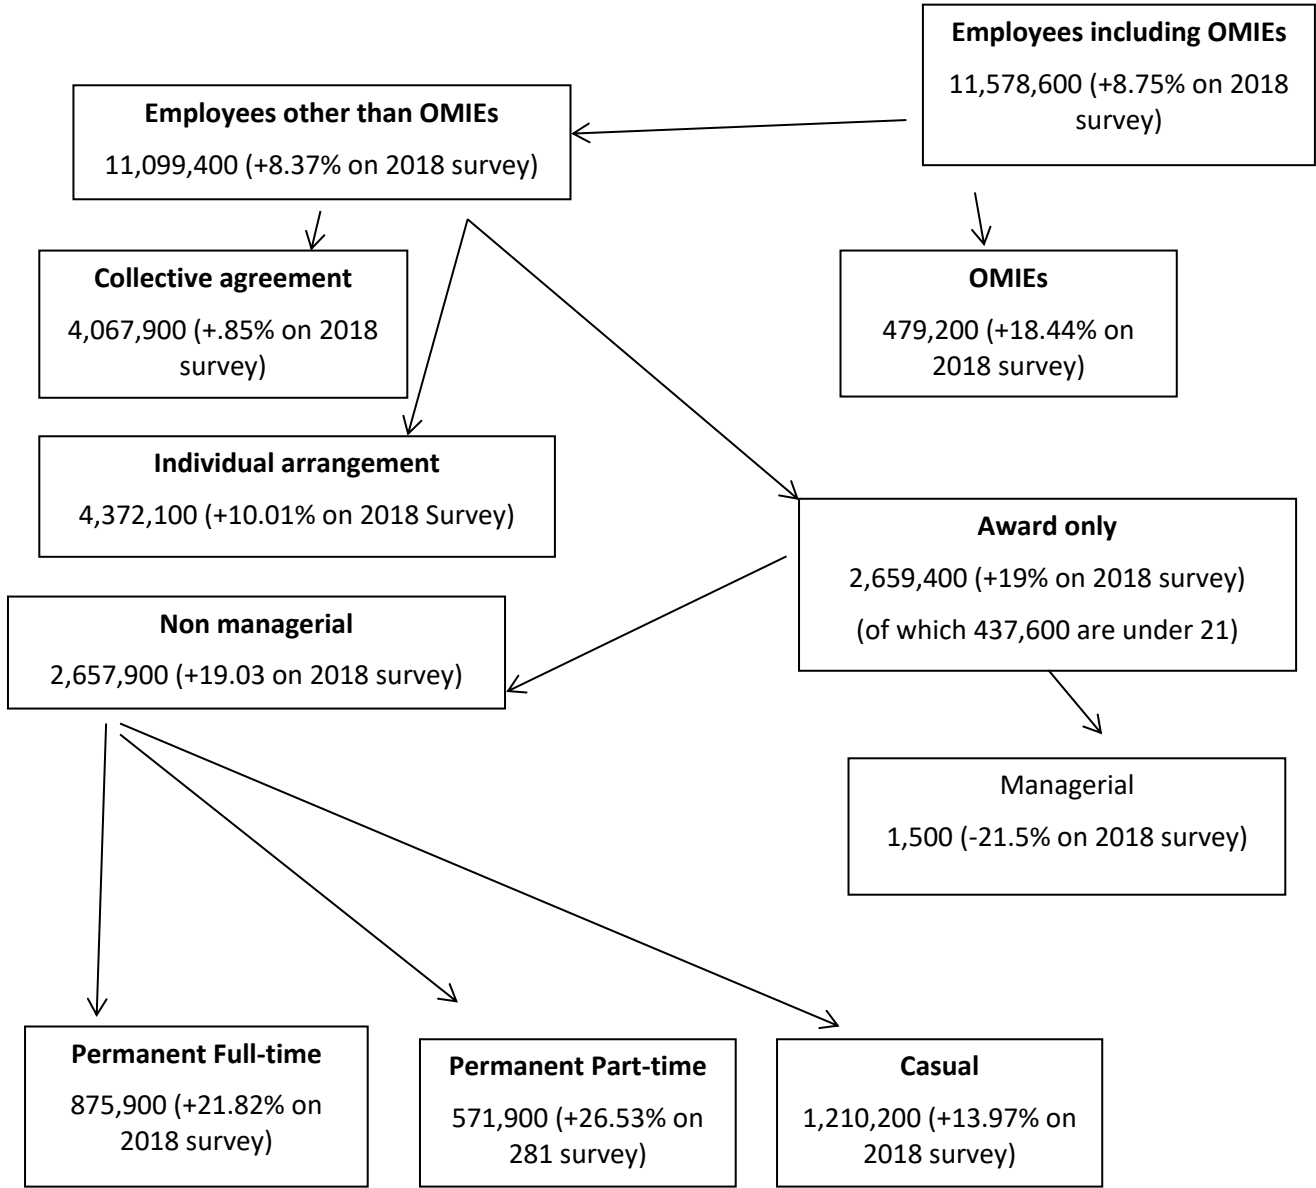 Employees including OMIEs
11,578,600 (+8.75% on 2018
survey)
Employees other than OMIEs
11,099,400 (+8.37% on 2018 survey)
Collective agreement
4,067,900 (+.85% on 2018
survey)
OMIEs
479,200 (+18.44% on
2018 survey)
Individual arrangement
4,372,100 (+10.01% on 2018 Survey)
Award only
2,659,400 (+19% on 2018 survey)
(of which 437,600 are under 21)
Non managerial
2,657,900 (+19.03 on 2018 survey)
Managerial
1,500 (-21.5% on 2018 survey)
Permanent Full-time
875,900 (+21.82% on
2018 survey)
Permanent Part-time
571,900 (+26.53% on
281 survey)
Casual
1,210,200 (+13.97% on
2018 survey)